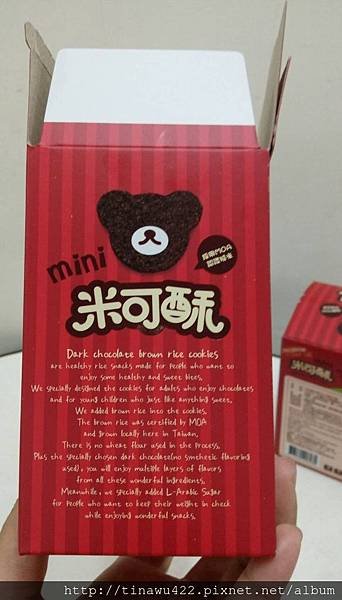 mini
米可酥
Dark chocolate brown rice cookies
are healthy rice snacks made for people who want to
enjoy some healthy and sweet bites.
We specially designed the cookies for adults who enjoy chocolates
and for young children who just like anything sweet.
We added brown rice into the cookies.
The brown rice was certified by MOA
and grown locally here in Taiwan.
There is no wheat flour used in the process.
Plus the specially chosen dark chocolate(no synthetic flavoring
used), you will enjoy multiple layers of flavors
from all these wonderful ingredients.
Meanwhile, we specially added L-Arabic Sugar
for people who want to keep their weight in check
while enjoying wonderful snacks.
米可酥
http://tinawu422.pixnet.net/album